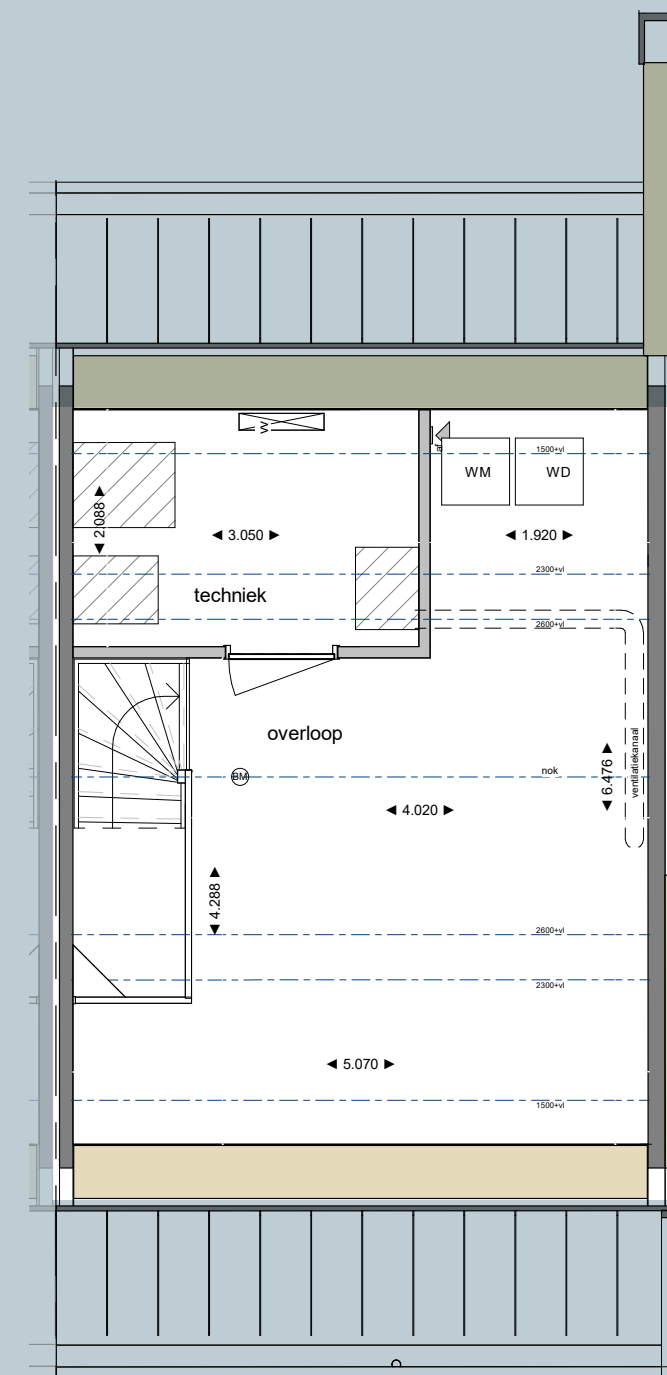 W
af
1500+vl
WM
WD
2.088
3.050
1.920
2300+vl
techniek
2600+vl
overloop
BM
nok
6.476
ventilatiekanaal
4.020
4.288
2600+vl
2300+vl
5.070
1500+vl